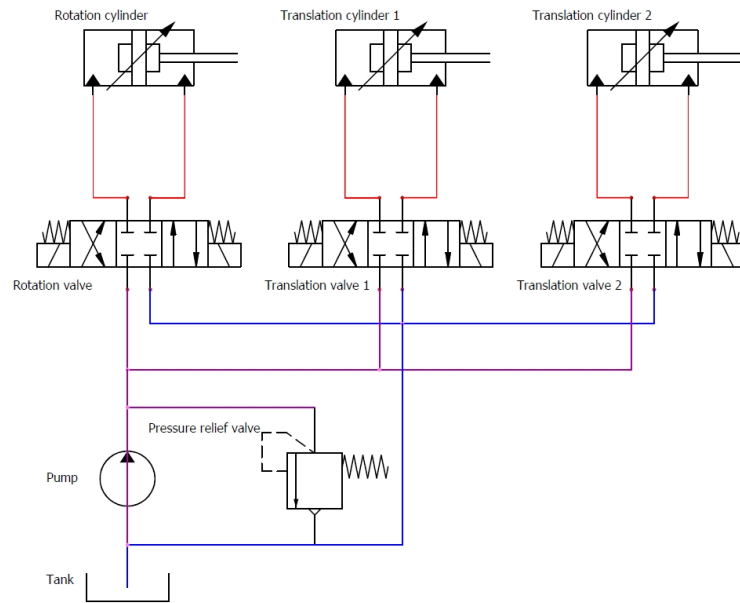 Rotation cylinder
Translation cylinder 1
Translation cylinder 2
Rotation valve
Translation valve 1
Translation valve 2
Pressure relief valve
Pump
Tank